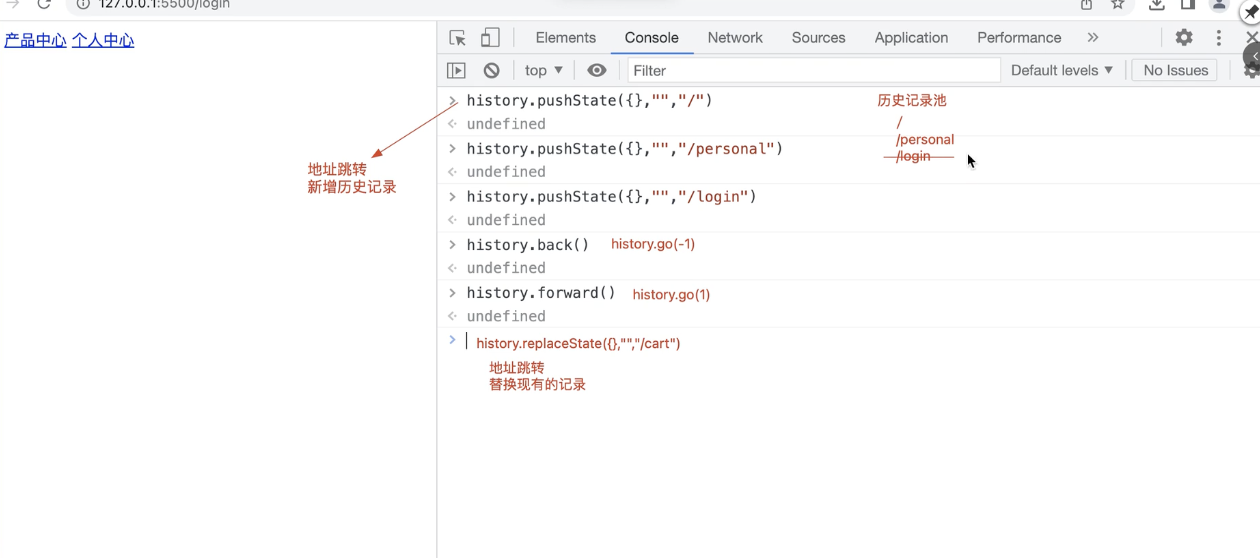 127.0.0.1:5500/login
产品中心 个人中心
Elements Console Network Sources Application Performance
top Filter Default levels No Issues
history.pushState({},"","/")
undefined
history.pushState({},"","/personal")
undefined
history.pushState({},"","/login")
undefined
history.back() history.go(-1)
undefined
history.forward() history.go(1)
undefined
history.replaceState({},"","/cart")
地址跳转
替换现有的记录
地址跳转
新增历史记录
历史记录池
/
/personal
/login